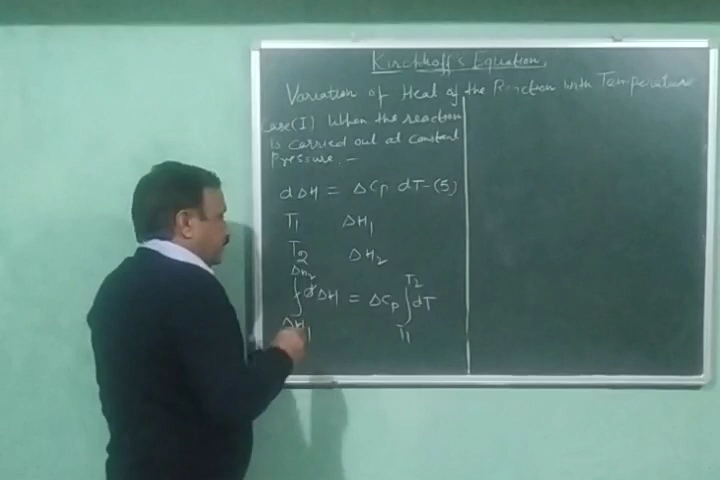 Kirchhoff's Equation,
Variation of Heat of the Reaction with Temperature
Case(I) When the reaction
is carried out at constant
Pressure. -
dΔH = ΔCp dT-(5)
T1 ΔH1
T2 ΔH2
∫_{ΔH1}^{ΔH2} dΔH = ΔCp ∫_{T1}^{T2} dT